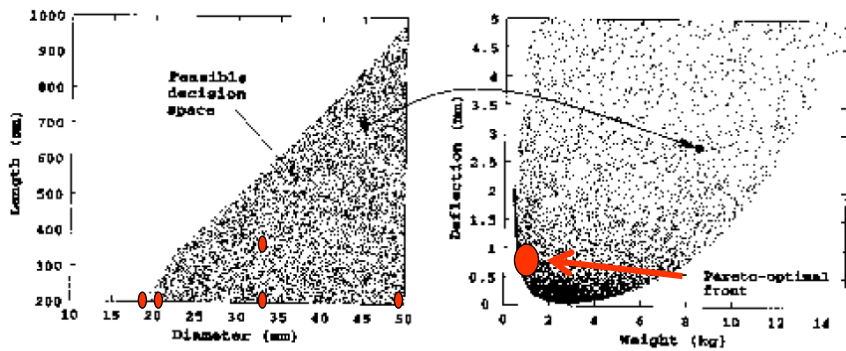 1000
900
800
700
600
500
400
300
200
10 15 20 25 30 35 40 45 50
Length (mm)
Diameter (mm)
Feasible
decision
space
5
4.5
4
3.5
3
2.5
2
1.5
1
0.5
0
0 2 4 6 8 10 12 14
Deflection (mm)
Weight (kg)
Pareto-optimal
front